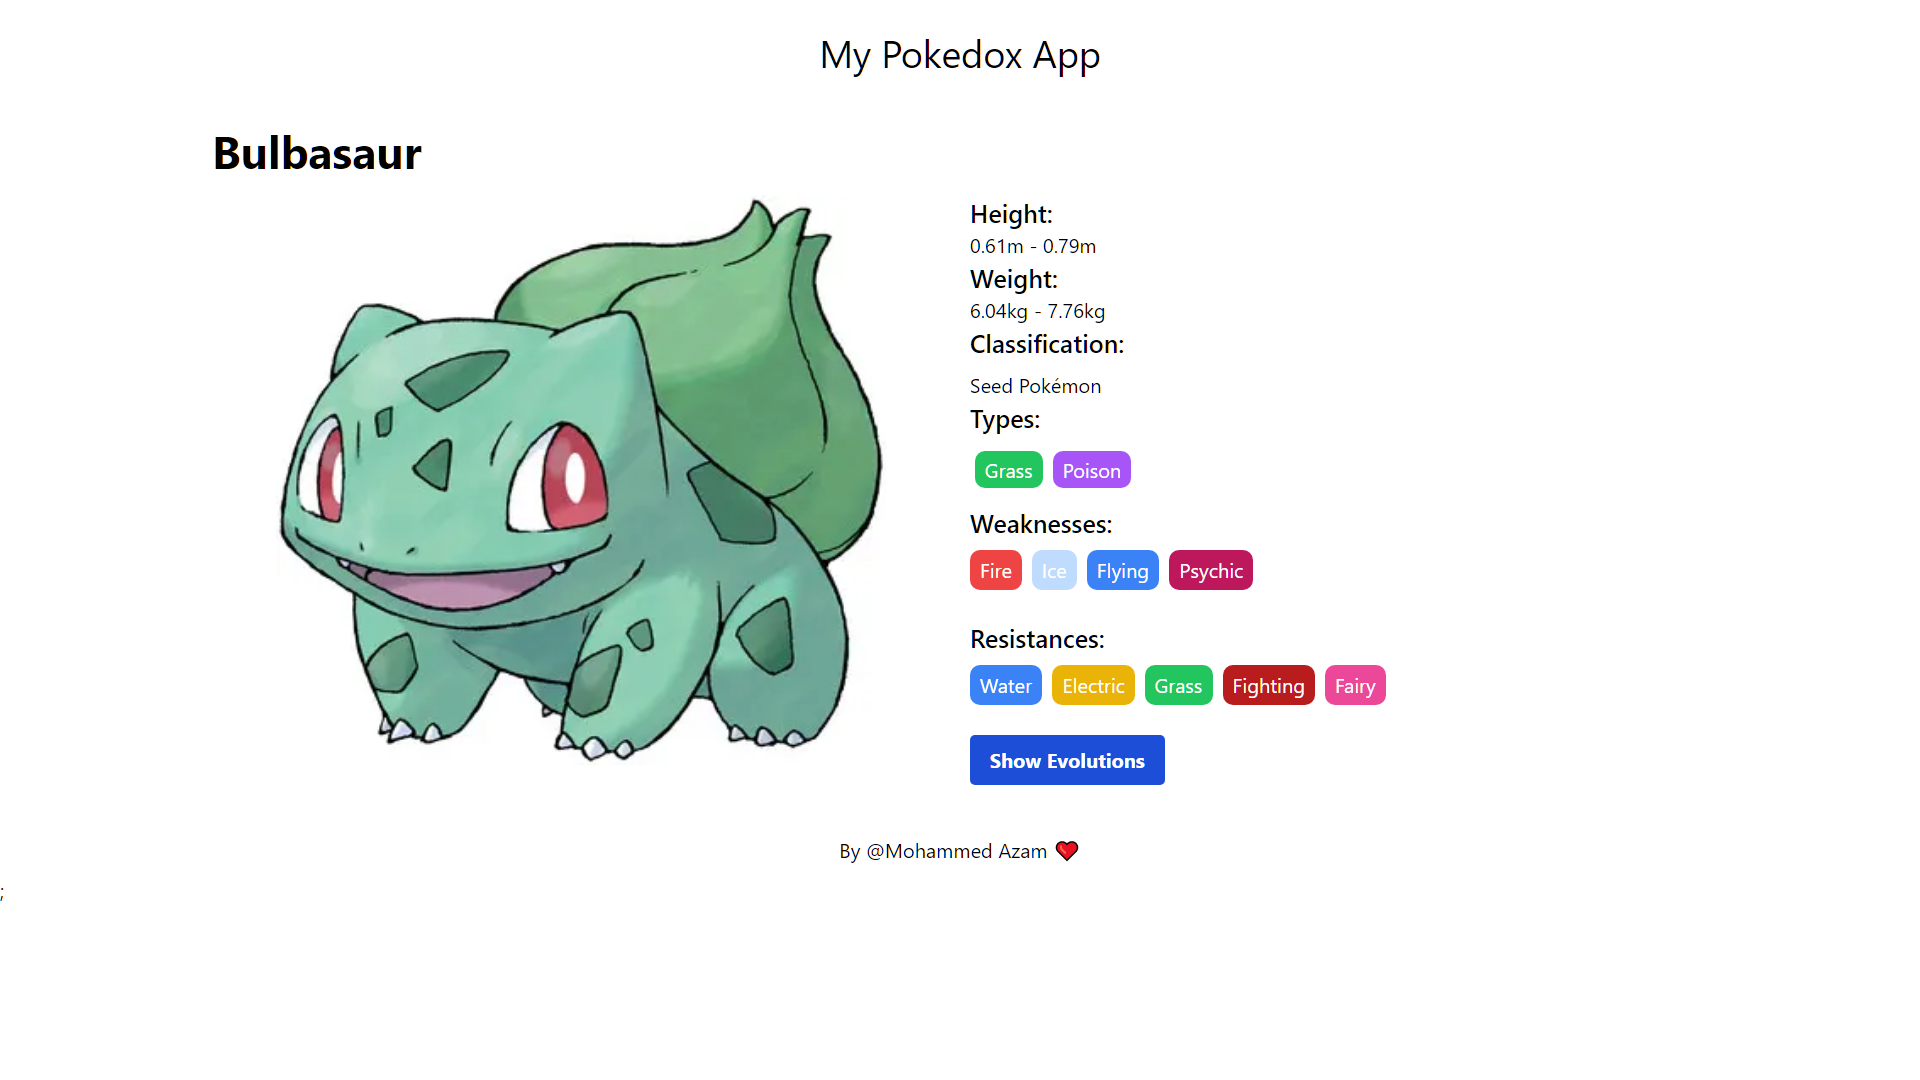 My Pokedox App
Bulbasaur
Height:
0.61m - 0.79m
Weight:
6.04kg - 7.76kg
Classification:
Seed Pokémon
Types:
Grass Poison
Weaknesses:
Fire Ice Flying Psychic
Resistances:
Water Electric Grass Fighting Fairy
Show Evolutions
By @Mohammed Azam ❤️
;